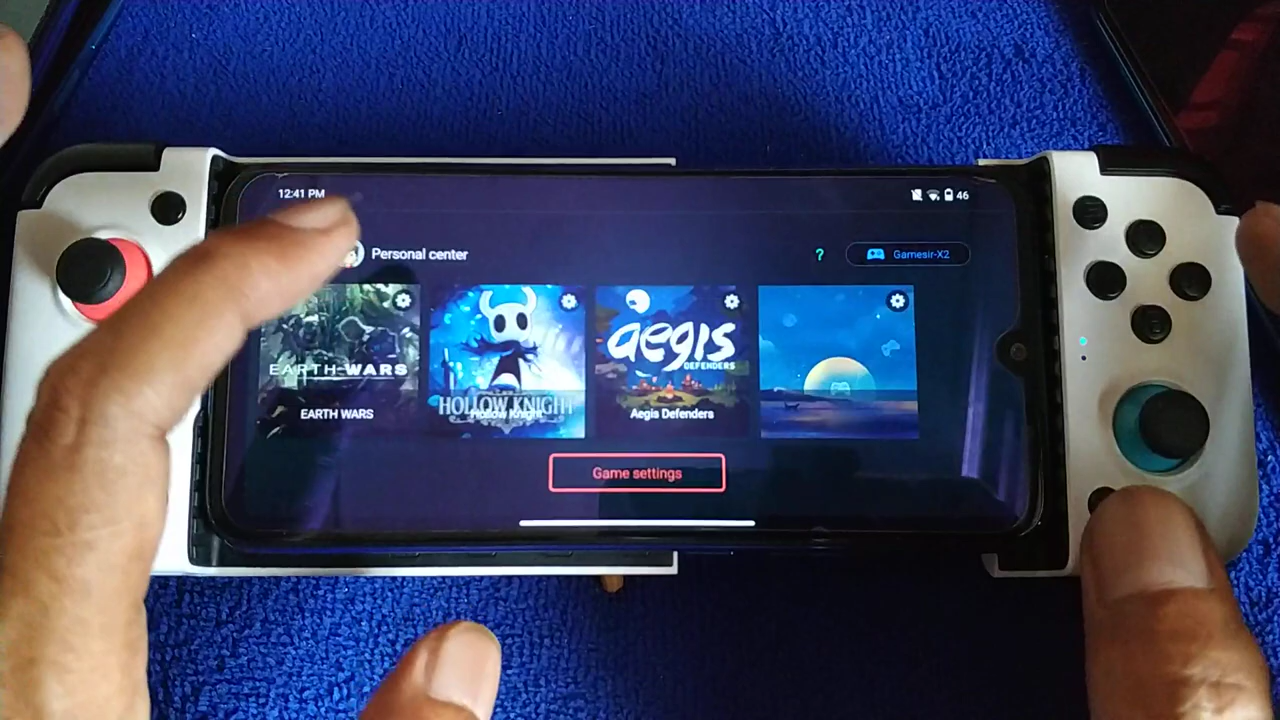 12:41 PM
46
Personal center
?
Gamesir-X2
EARTH-WARS
EARTH WARS
HOLLOW KNIGHT
Hollow Knight
aegis
DEFENDERS
Aegis Defenders
Game settings